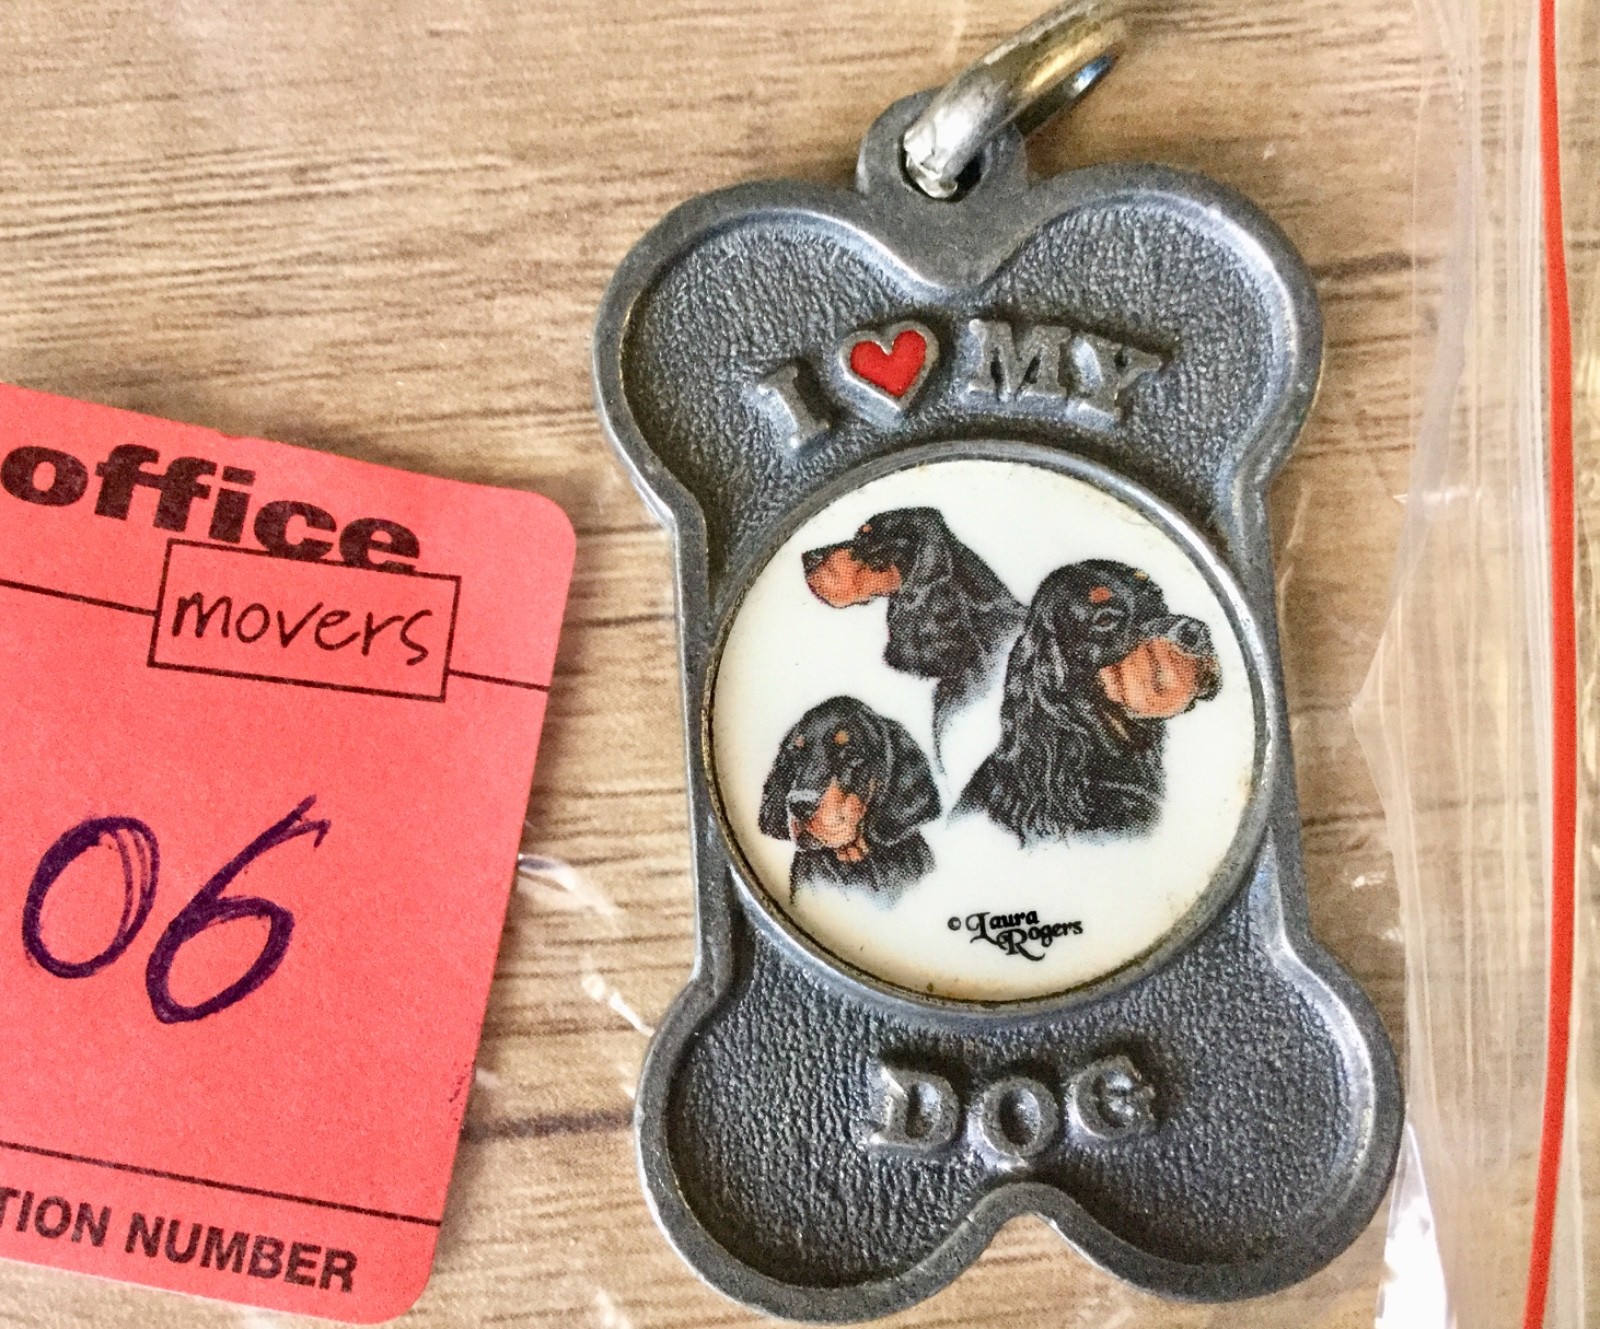 office
movers
06
TION NUMBER
I ♥ MY
© Laura
Rogers
DOG